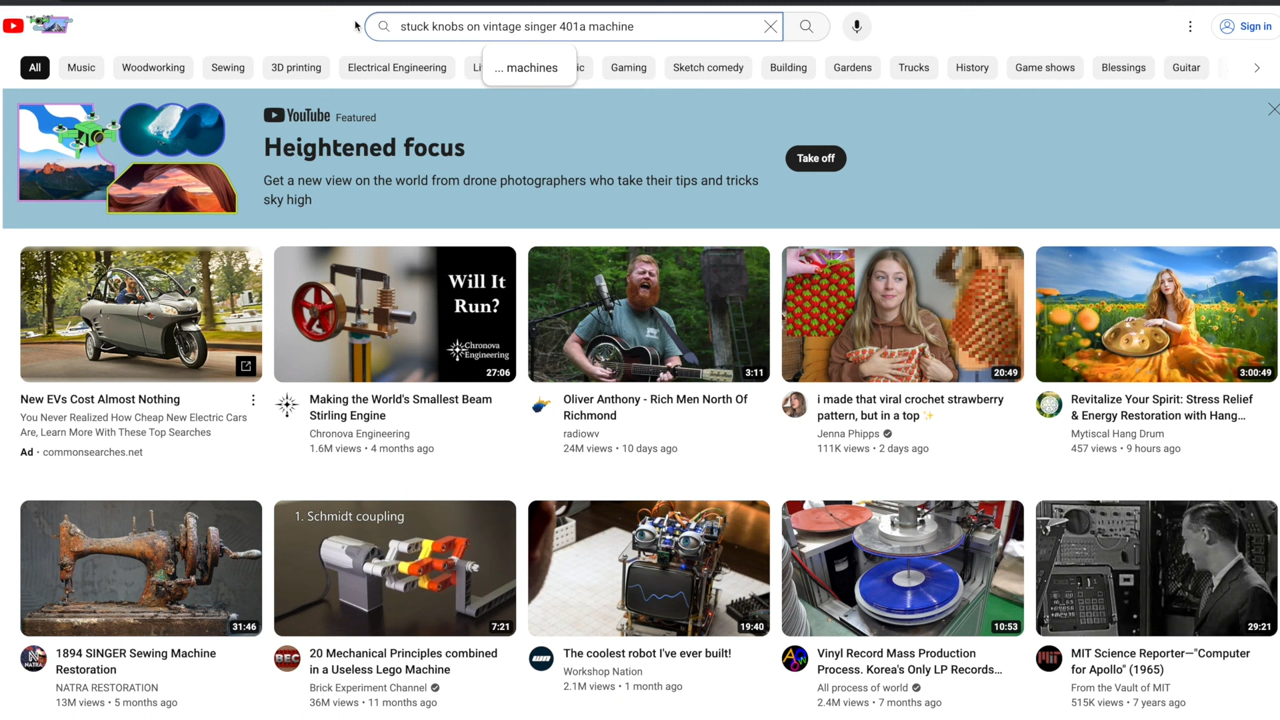 stuck knobs on vintage singer 401a machine
Sign in
All
Music
Woodworking
Sewing
3D printing
Electrical Engineering
... machines
Gaming
Sketch comedy
Building
Gardens
Trucks
History
Game shows
Blessings
Guitar
YouTube Featured
Heightened focus
Get a new view on the world from drone photographers who take their tips and tricks
sky high
Take off
Will It
Run?
Chronova
Engineering
27:06
3:11
20:49
3:00:49
New EVs Cost Almost Nothing
You Never Realized How Cheap New Electric Cars
Are, Learn More With These Top Searches
Ad · commonsearches.net
Making the World's Smallest Beam
Stirling Engine
Chronova Engineering
1.6M views • 4 months ago
Oliver Anthony - Rich Men North Of
Richmond
radiowv
24M views • 10 days ago
i made that viral crochet strawberry
pattern, but in a top ✨
Jenna Phipps
111K views • 2 days ago
Revitalize Your Spirit: Stress Relief
& Energy Restoration with Hang...
Mytiscal Hang Drum
457 views • 9 hours ago
31:46
1. Schmidt coupling
7:21
19:40
10:53
29:21
NATRA
1894 SINGER Sewing Machine
Restoration
NATRA RESTORATION
13M views • 5 months ago
BEC
20 Mechanical Principles combined
in a Useless Lego Machine
Brick Experiment Channel
36M views • 11 months ago
The coolest robot I've ever built!
Workshop Nation
2.1M views • 1 month ago
Vinyl Record Mass Production
Process. Korea's Only LP Records...
All process of world
2.4M views • 7 months ago
MIT Science Reporter—"Computer
for Apollo" (1965)
From the Vault of MIT
515K views • 7 years ago